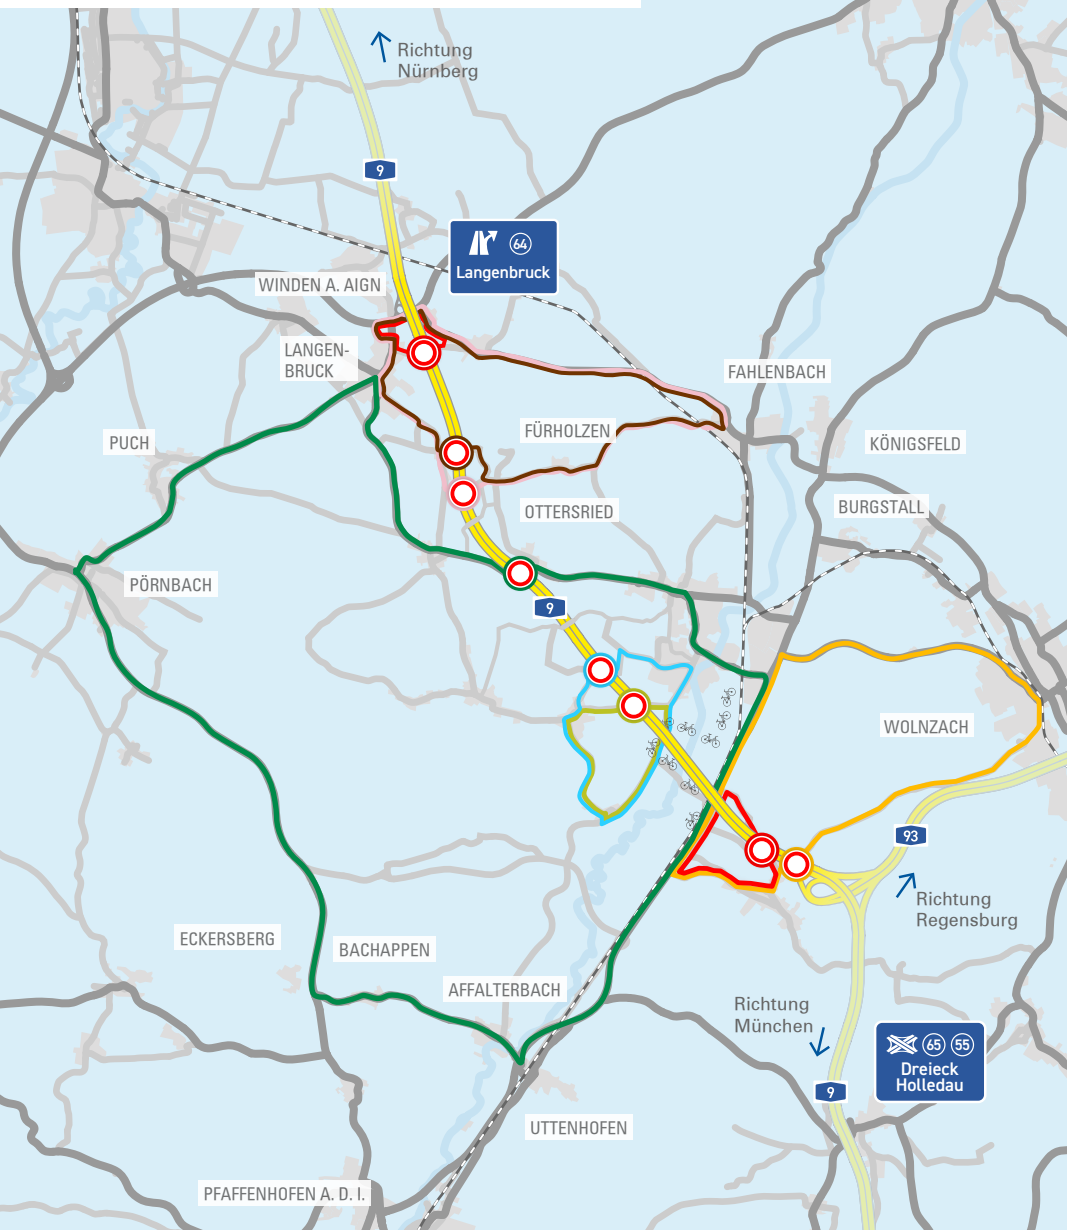 Richtung
Nürnberg
9
64
Langenbruck
WINDEN A. AIGN
LANGEN-
BRUCK
FAHLENBACH
PUCH
FÜRHOLZEN
KÖNIGSFELD
OTTERSRIED
BURGSTALL
PÖRNBACH
9
WOLNZACH
93
Richtung
Regensburg
ECKERSBERG
BACHAPPEN
AFFALTERBACH
Richtung
München
65 55
Dreieck
Holledau
9
UTTENHOFEN
PFAFFENHOFEN A. D. I.